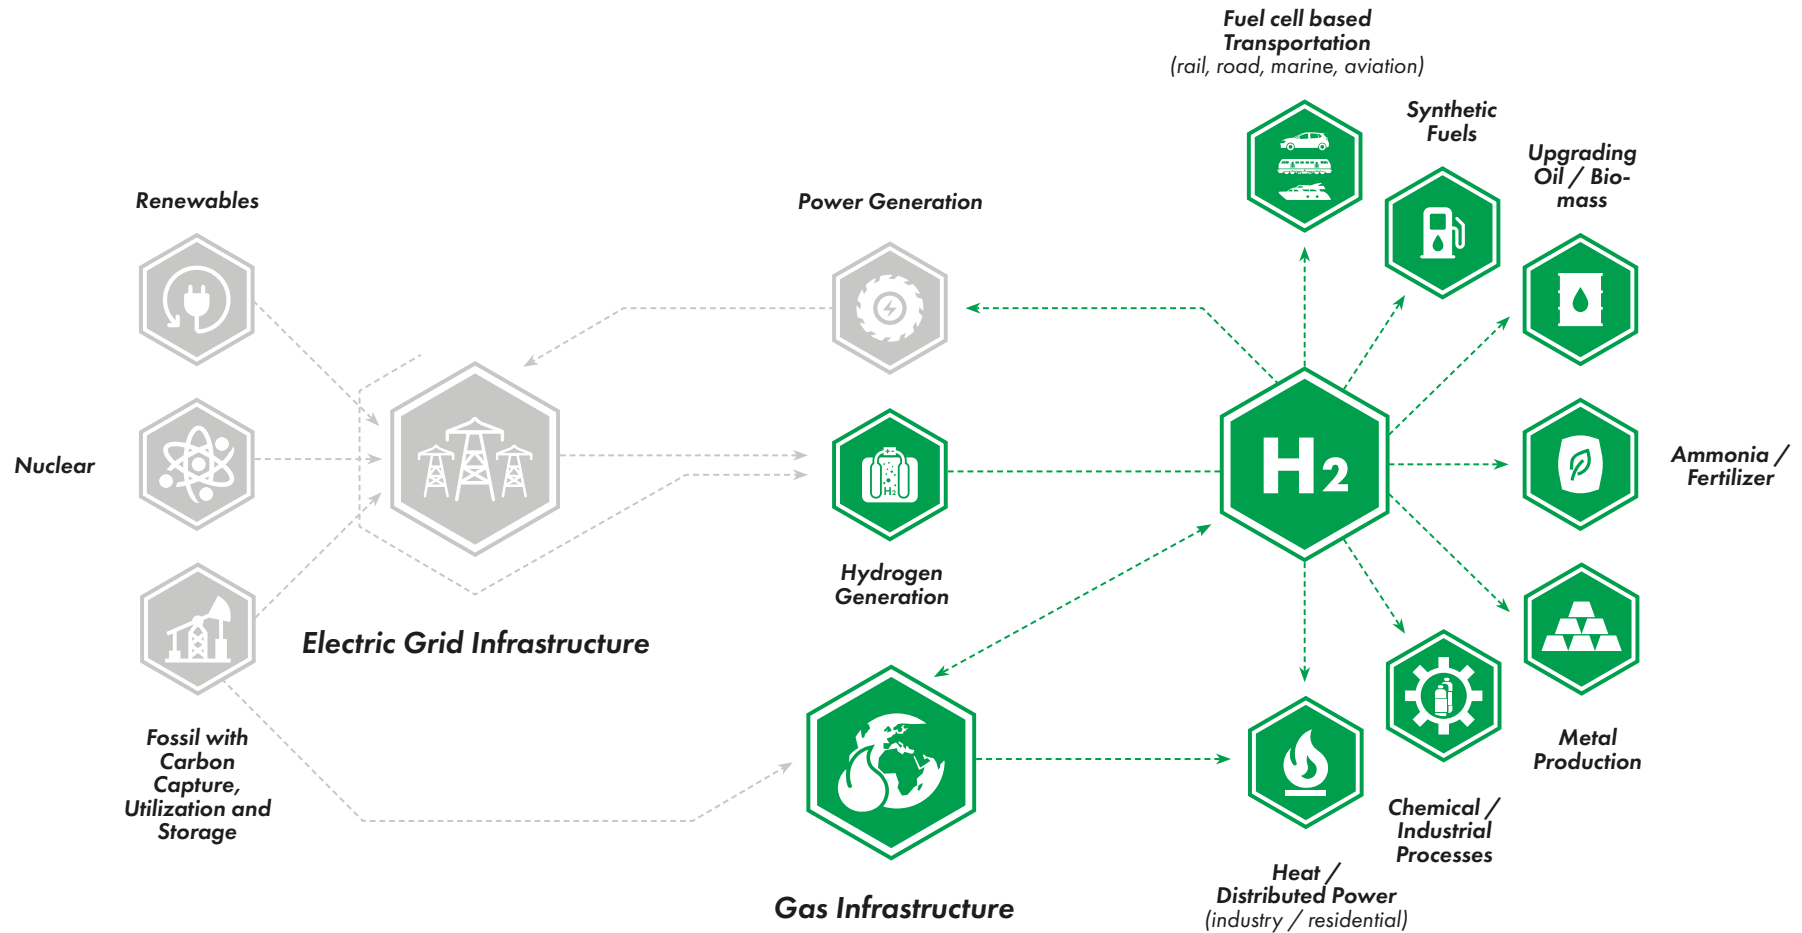 Fuel cell based
Transportation
(rail, road, marine, aviation)
Synthetic
Fuels
Upgrading
Oil / Bio-
mass
Renewables
Power Generation
Nuclear
H2
H2
Ammonia /
Fertilizer
Hydrogen
Generation
Electric Grid Infrastructure
Fossil with
Carbon
Capture,
Utilization and
Storage
Metal
Production
Chemical /
Industrial
Processes
Heat /
Distributed Power
(industry / residential)
Gas Infrastructure